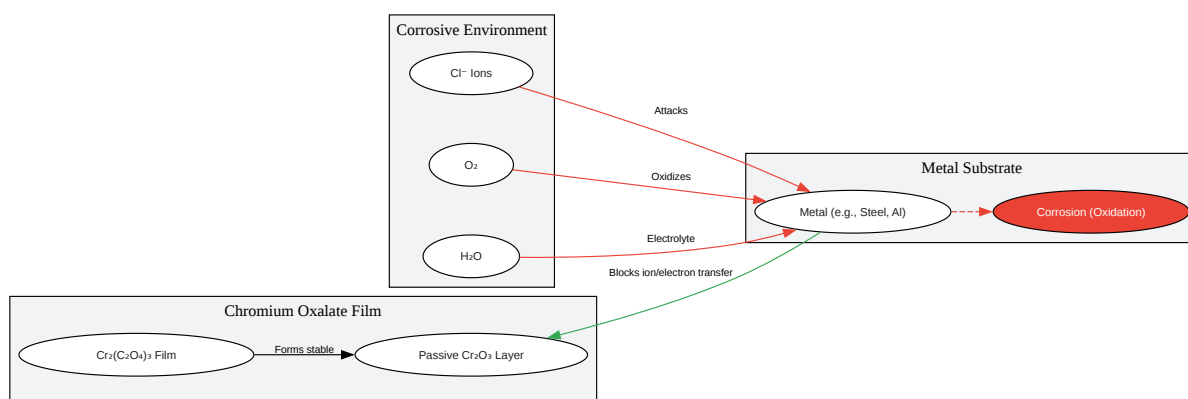 Corrosive Environment
Cl⁻ Ions
Attacks
O₂
Oxidizes
H₂O
Electrolyte
Metal Substrate
Metal (e.g., Steel, Al)
Corrosion (Oxidation)
Blocks ion/electron transfer
Chromium Oxalate Film
Cr₂(C₂O₄)₃ Film
Forms stable
Passive Cr₂O₃ Layer